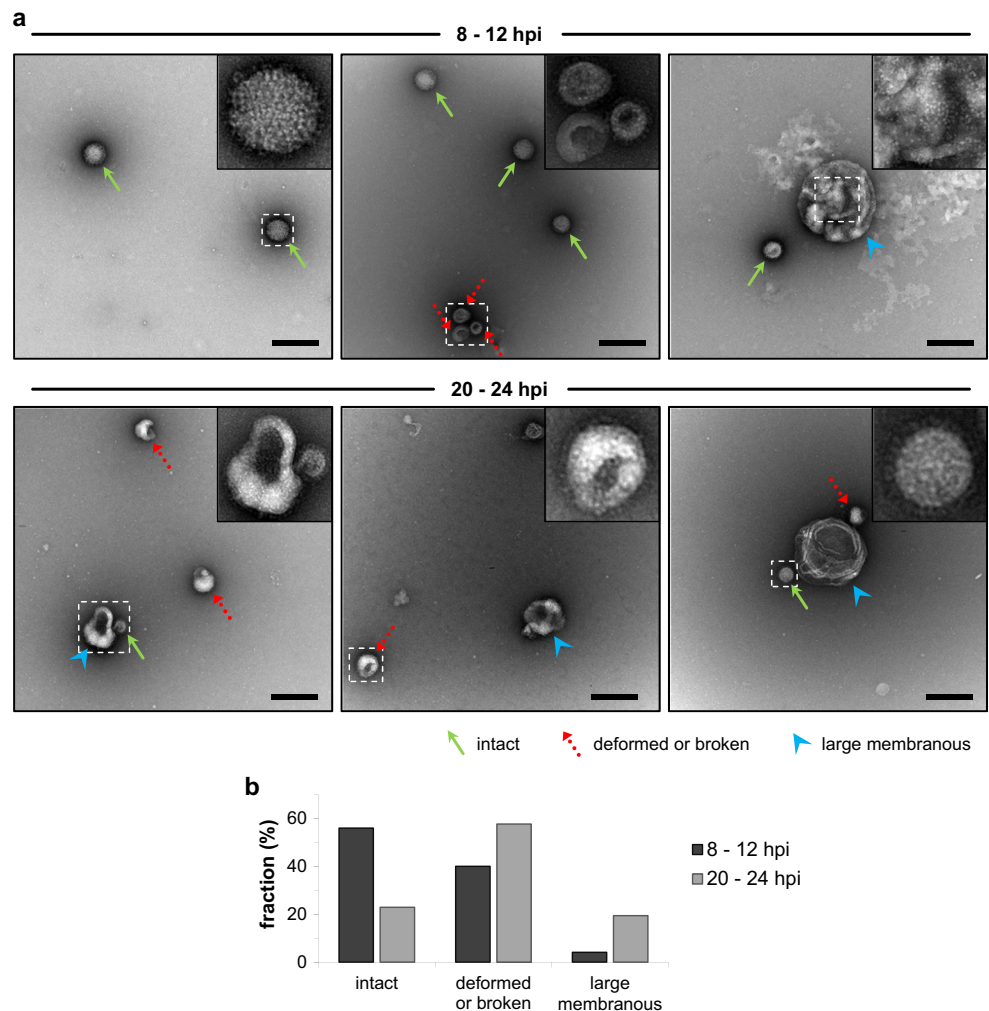 a
8 - 12 hpi
20 - 24 hpi
intact
deformed or broken
large membranous
b
fraction (%)
60
40
20
0
intact
deformed
or broken
large
membranous
8 - 12 hpi
20 - 24 hpi